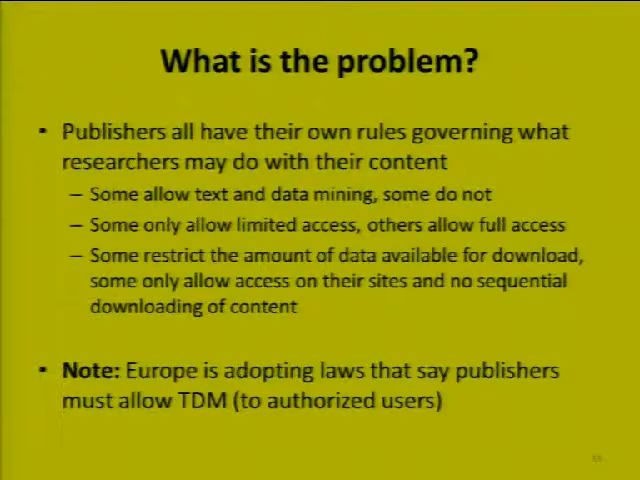 What is the problem?
• Publishers all have their own rules governing what
researchers may do with their content
– Some allow text and data mining, some do not
– Some only allow limited access, others allow full access
– Some restrict the amount of data available for download,
some only allow access on their sites and no sequential
downloading of content
• Note: Europe is adopting laws that say publishers
must allow TDM (to authorized users)